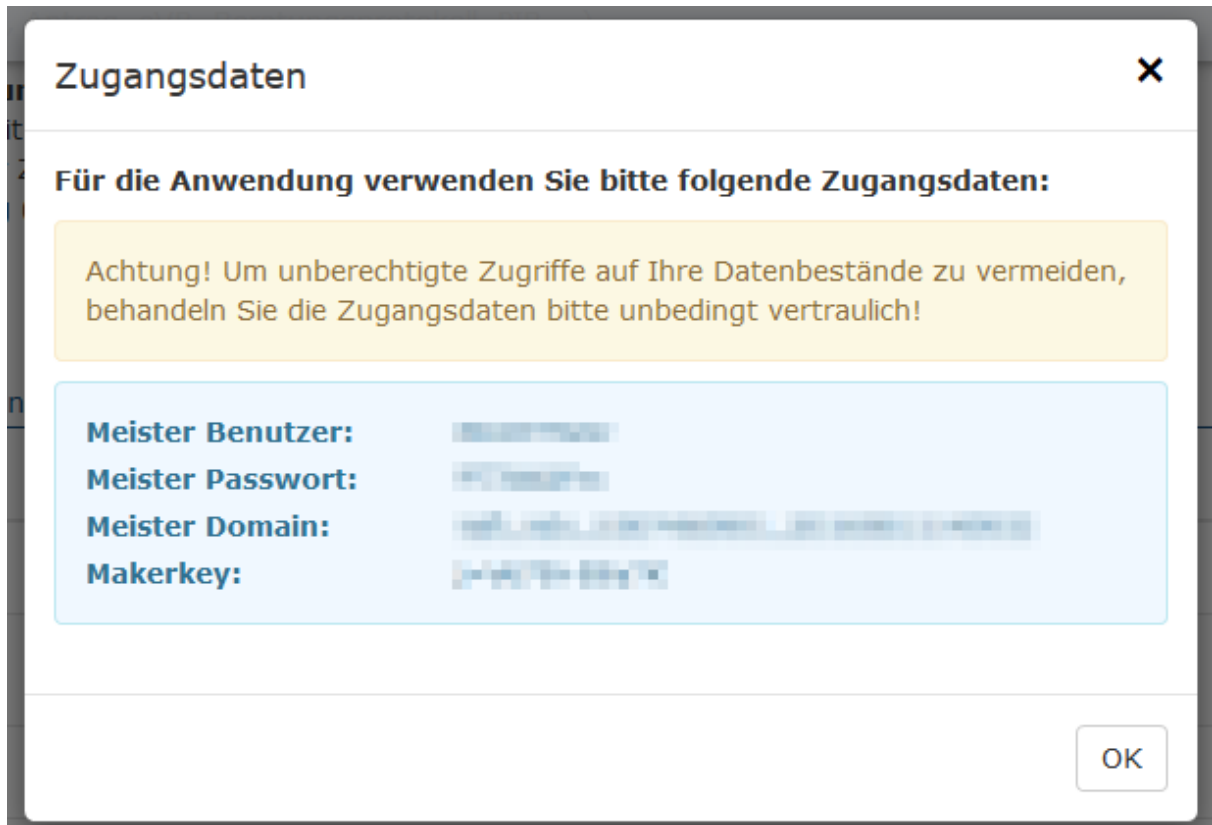 Zugangsdaten
Für die Anwendung verwenden Sie bitte folgende Zugangsdaten:
Achtung! Um unberechtigte Zugriffe auf Ihre Datenbestände zu vermeiden,
behandeln Sie die Zugangsdaten bitte unbedingt vertraulich!
Meister Benutzer:
Meister Passwort:
Meister Domain:
Makerkey:
OK